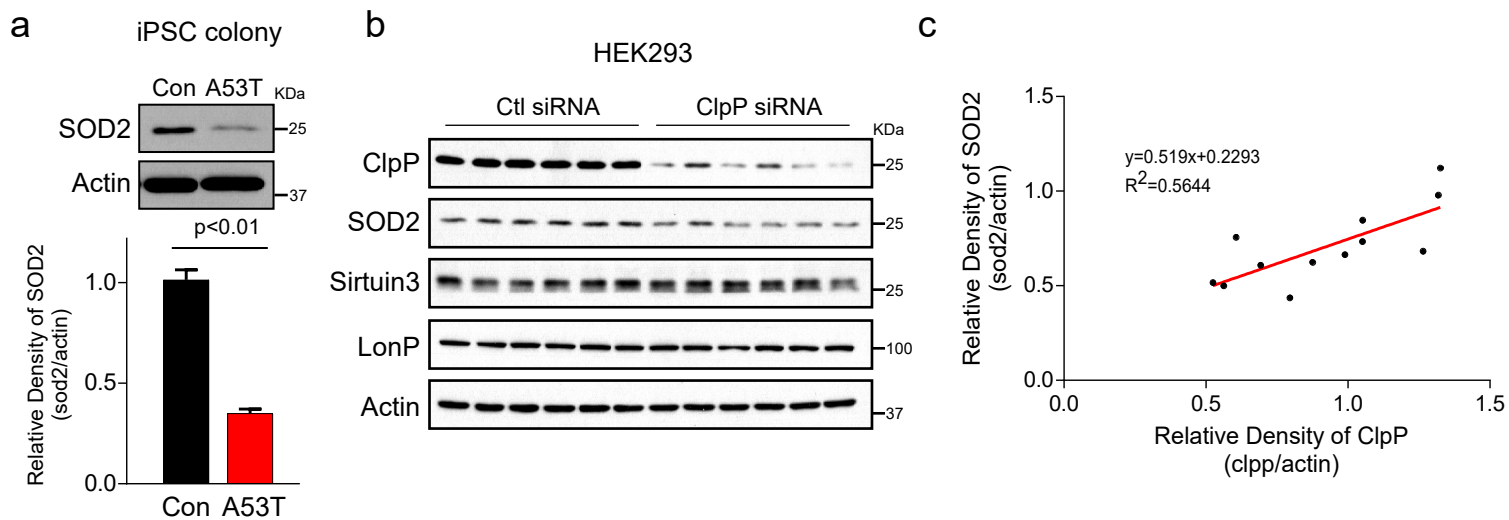 a
iPSC colony
Con A53T
KDa
SOD2
25
Actin
37
p<0.01
Relative Density of SOD2
(sod2/actin)
1.0
0.5
0.0
Con A53T
b
HEK293
Ctl siRNA ClpP siRNA
KDa
ClpP
25
SOD2
25
Sirtuin3
25
LonP
100
Actin
37
c
Relative Density of SOD2
(sod2/actin)
1.5
1.0
0.5
0.0
y=0.519x+0.2293
R2=0.5644
0.0 0.5 1.0 1.5
Relative Density of ClpP
(clpp/actin)